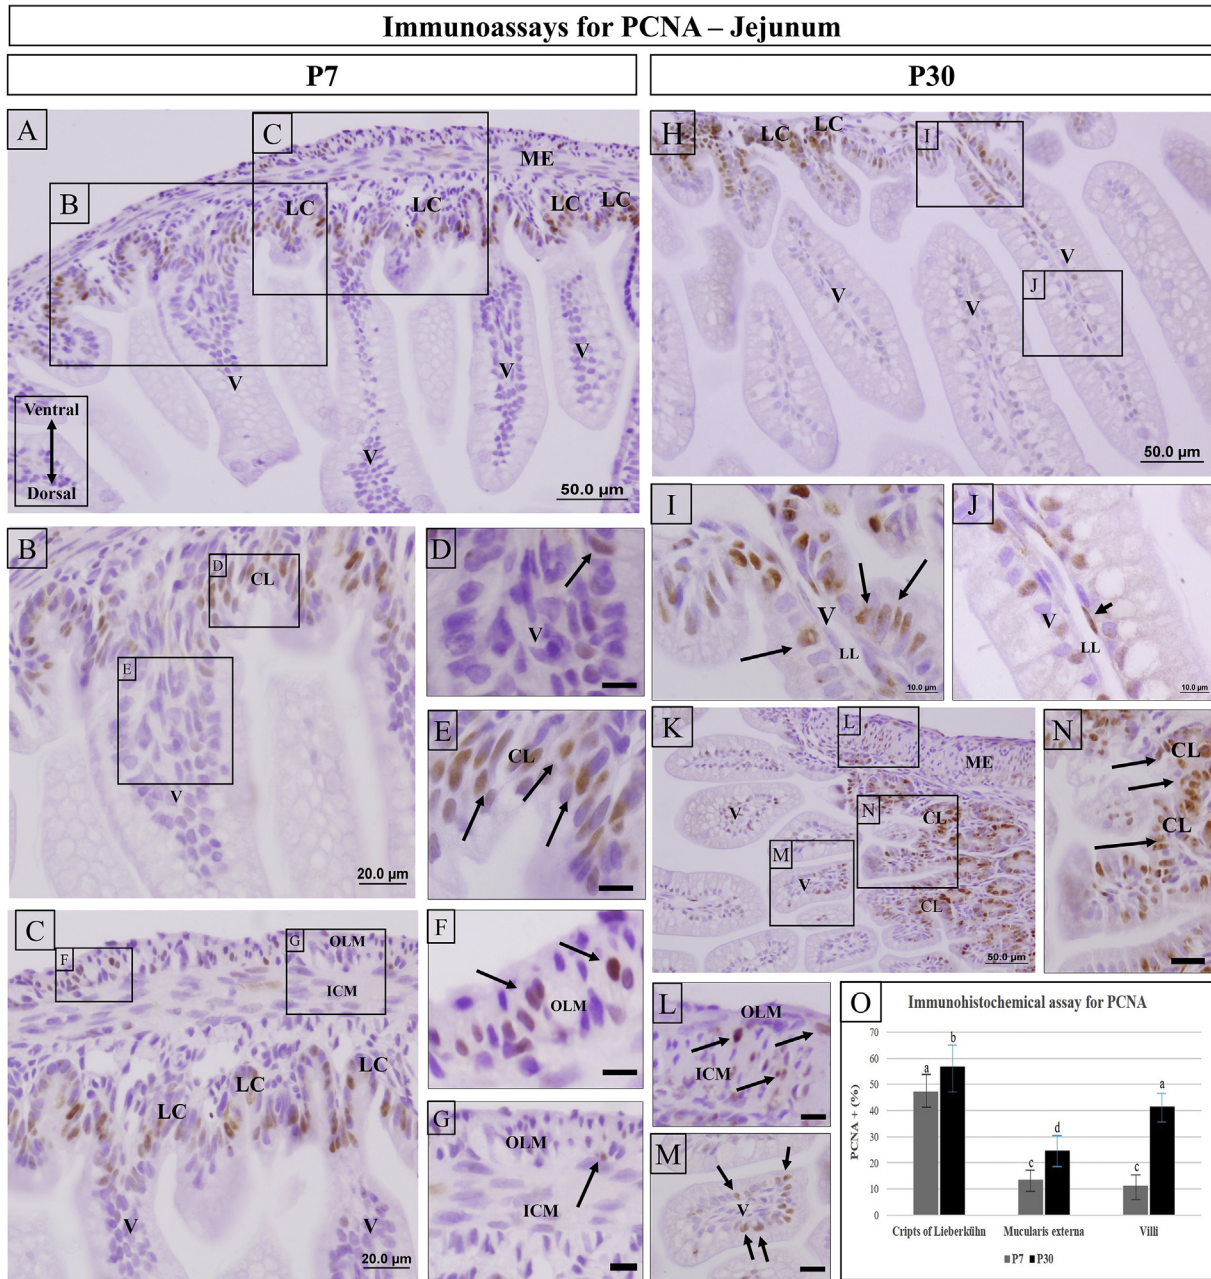 Immunoassays for PCNA – Jejunum
P7
P30
A
B
C
ME
LC
LC
LC
LC
V
V
V
V
Ventral
Dorsal
50.0 µm
H
LC
LC
I
V
V
V
J
50.0 µm
B
D
CL
E
V
20.0 µm
D
V
E
CL
I
V
LL
10.0 µm
J
V
LL
10.0 µm
K
L
ME
V
N
CL
M
V
CL
50.0 µm
N
CL
CL
C
F
G
OLM
ICM
LC
LC
LC
V
V
20.0 µm
F
OLM
G
OLM
ICM
L
OLM
ICM
M
V
O
Immunohistochemical assay for PCNA
PCNA + (%)
70
60
50
40
30
20
10
0
a
b
c
d
c
a
Cripts of Lieberkühn
Mucularis externa
Villi
P7
P30